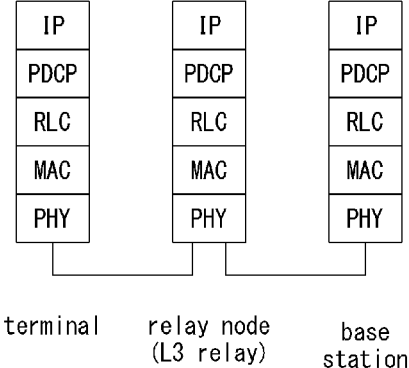 IP IP IP
PDCP PDCP PDCP
RLC RLC RLC
MAC MAC MAC
PHY PHY PHY
terminal relay node base
(L3 relay) station